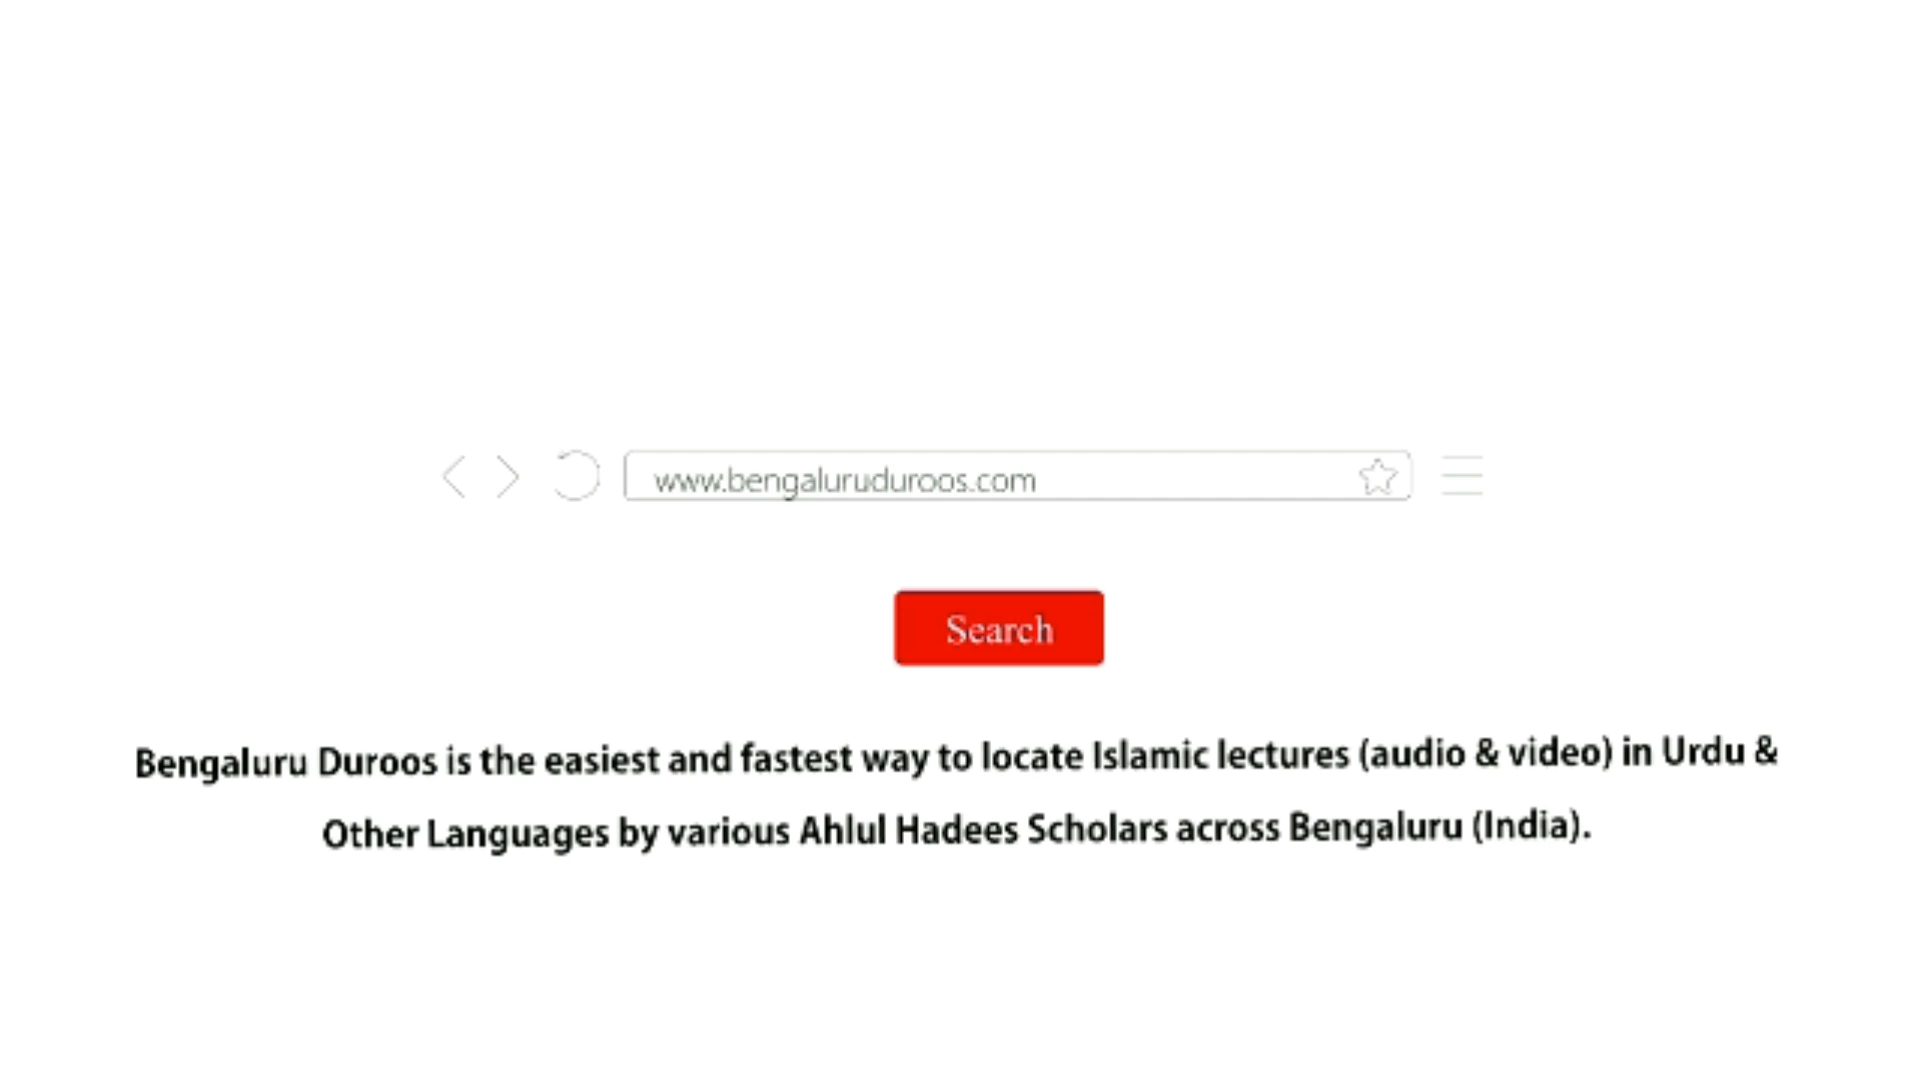 www.bengaluruduroos.com
Search
Bengaluru Duroos is the easiest and fastest way to locate Islamic lectures (audio & video) in Urdu &
Other Languages by various Ahlul Hadees Scholars across Bengaluru (India).